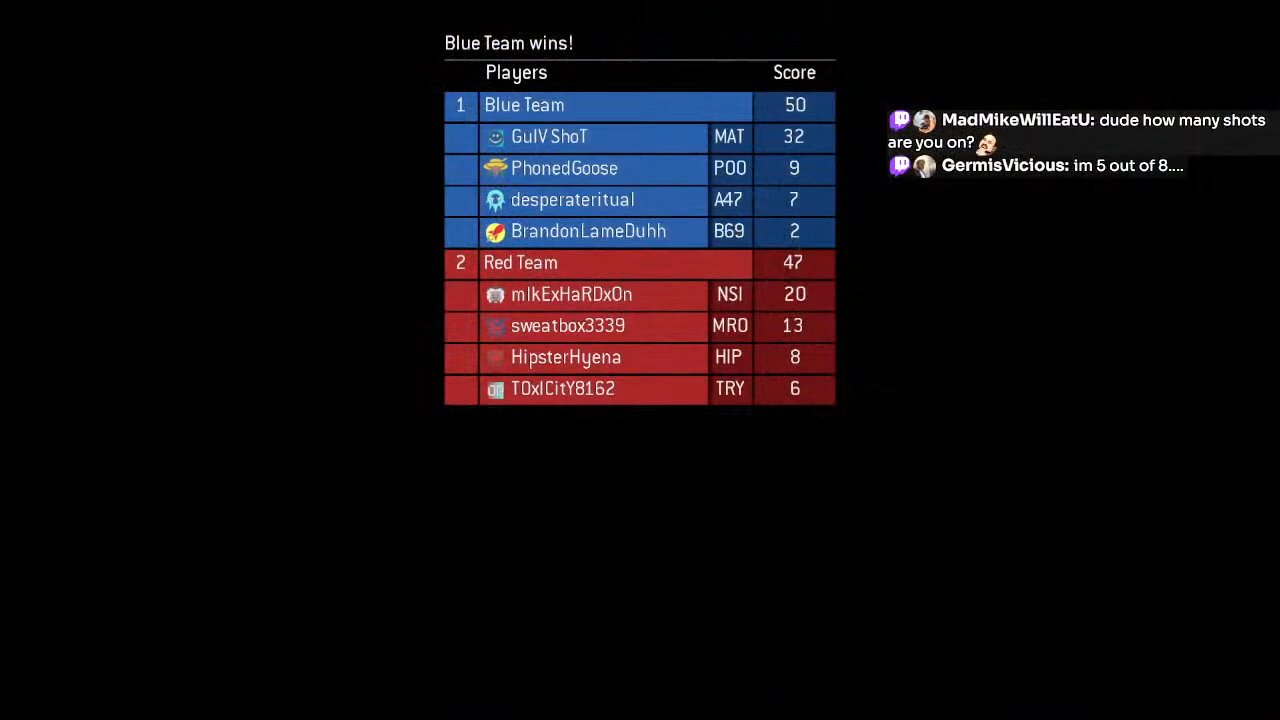 Blue Team wins!
Players Score
1 Blue Team 50
GulV ShoT MAT 32
PhonedGoose POO 9
desperateritual A47 7
BrandonLameDuhh B69 2
2 Red Team 47
mIkExHaRDxOn NSI 20
sweatbox3339 MRO 13
HipsterHyena HIP 8
T0xICitY8162 TRY 6
MadMikeWillEatU: dude how many shots
are you on?
GermisVicious: im 5 out of 8....